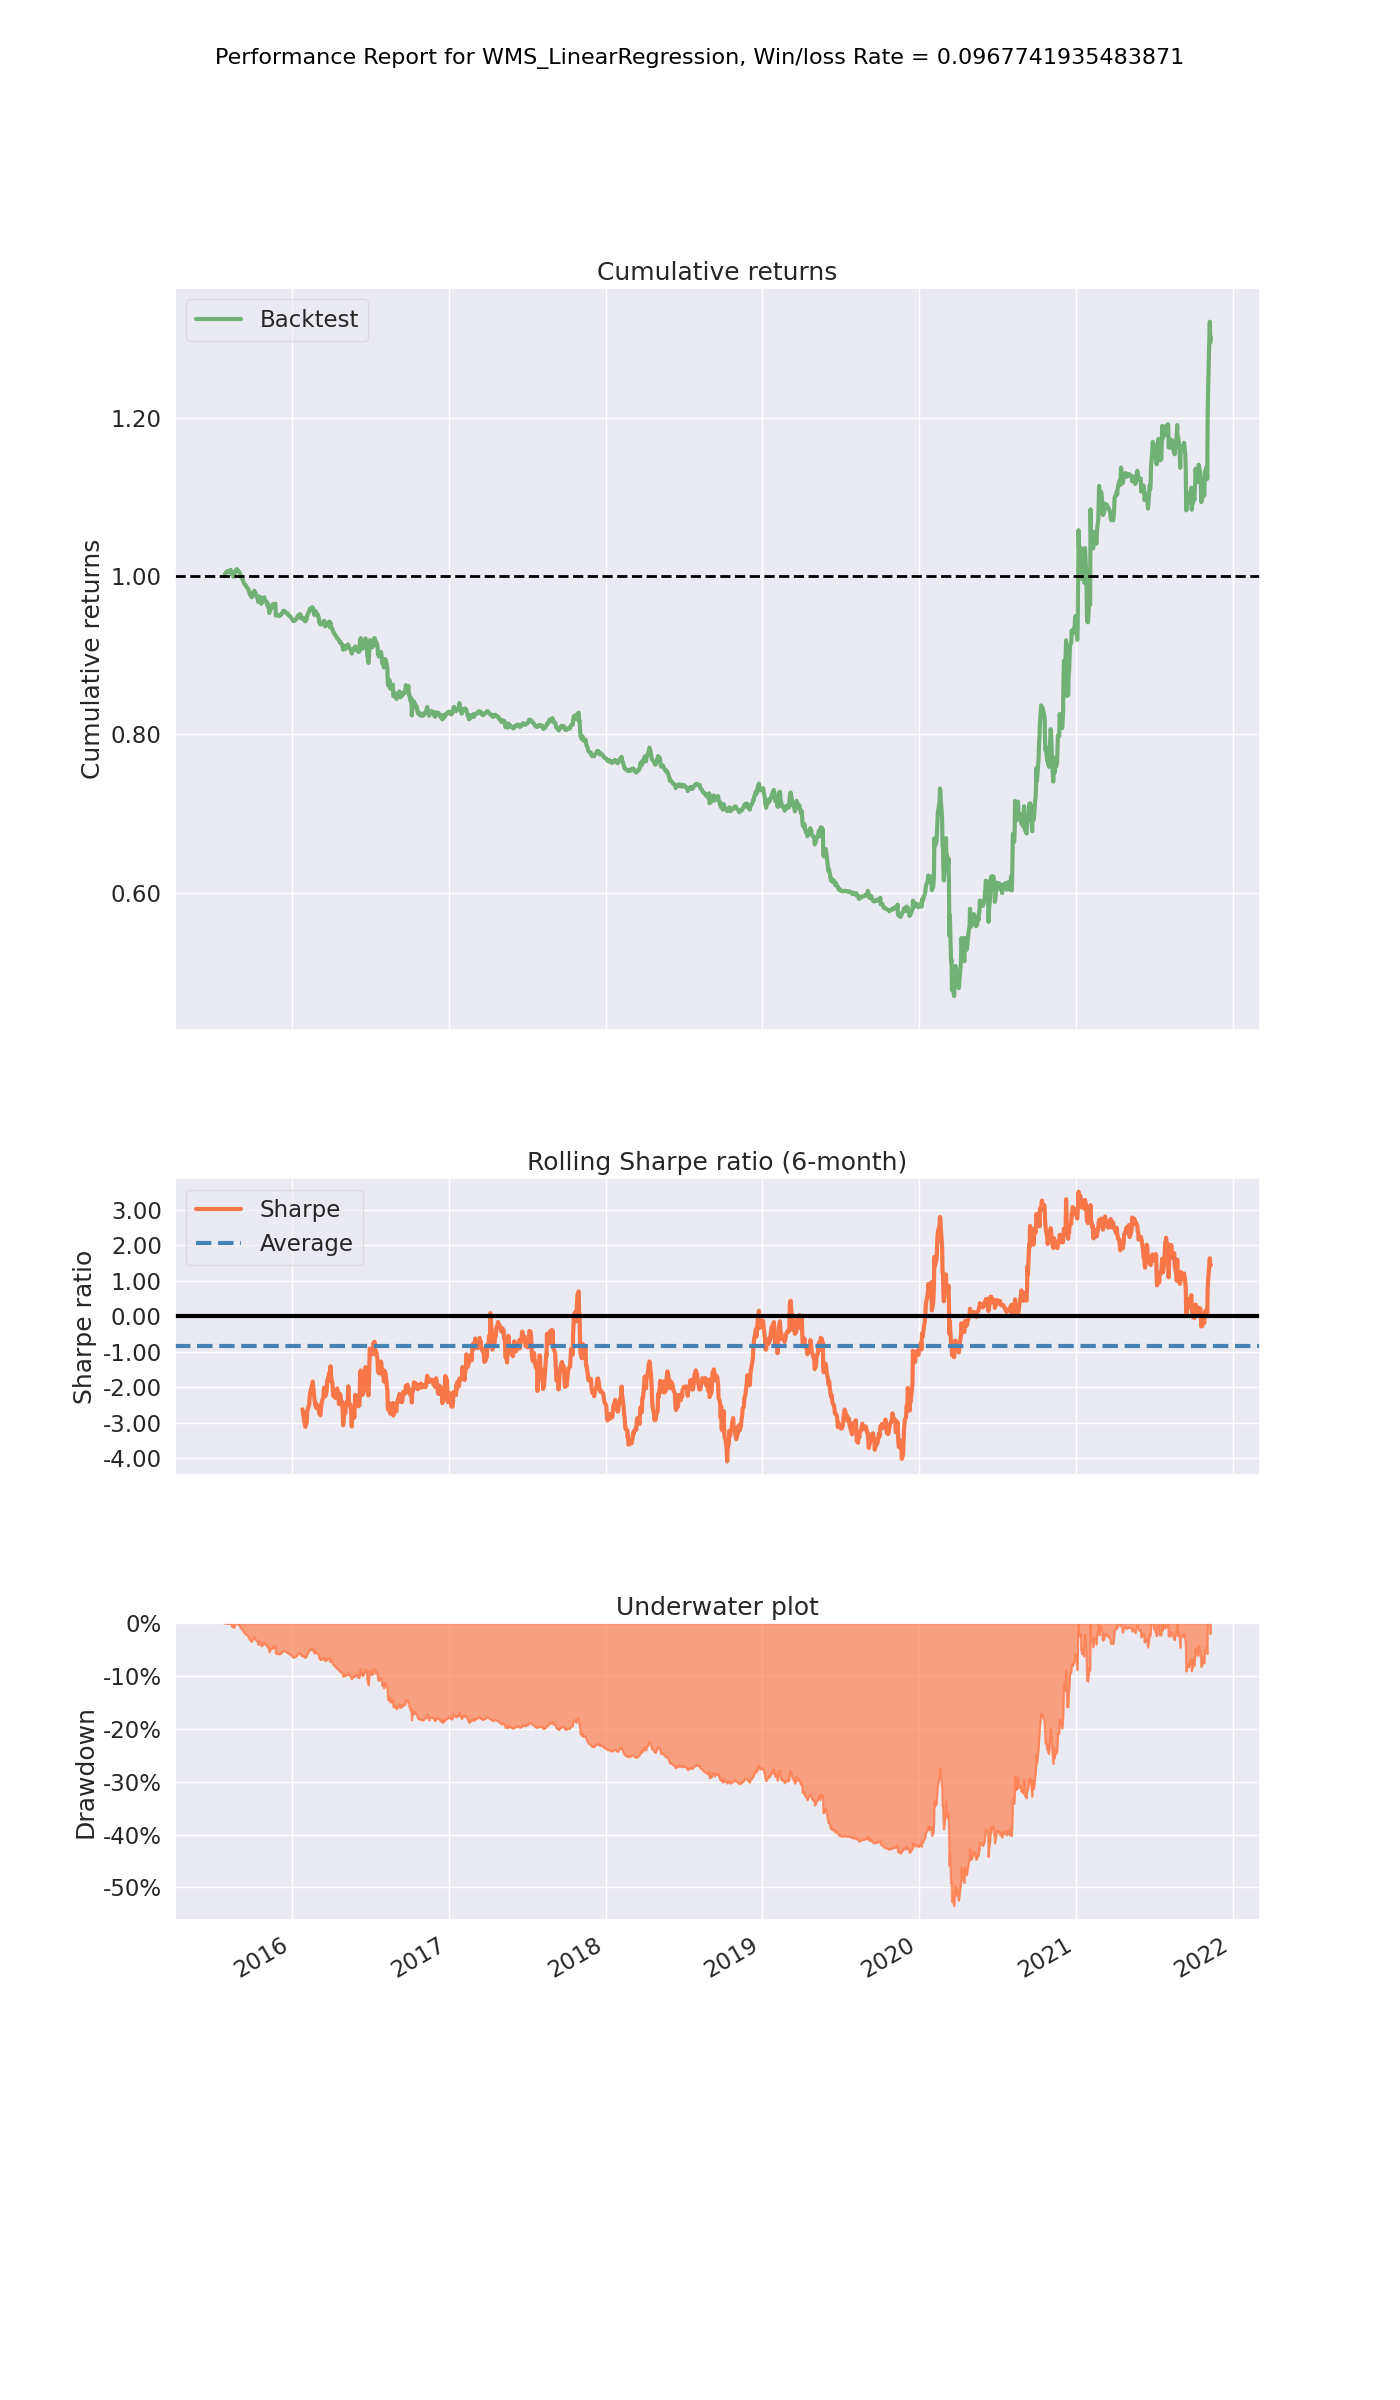 Performance Report for WMS_LinearRegression, Win/loss Rate = 0.0967741935483871
Cumulative returns
Backtest
1.20
1.00
0.80
0.60
Cumulative returns
Rolling Sharpe ratio (6-month)
Sharpe
Average
3.00
2.00
1.00
0.00
-1.00
-2.00
-3.00
-4.00
Sharpe ratio
Underwater plot
0%
-10%
-20%
-30%
-40%
-50%
Drawdown
2016
2017
2018
2019
2020
2021
2022